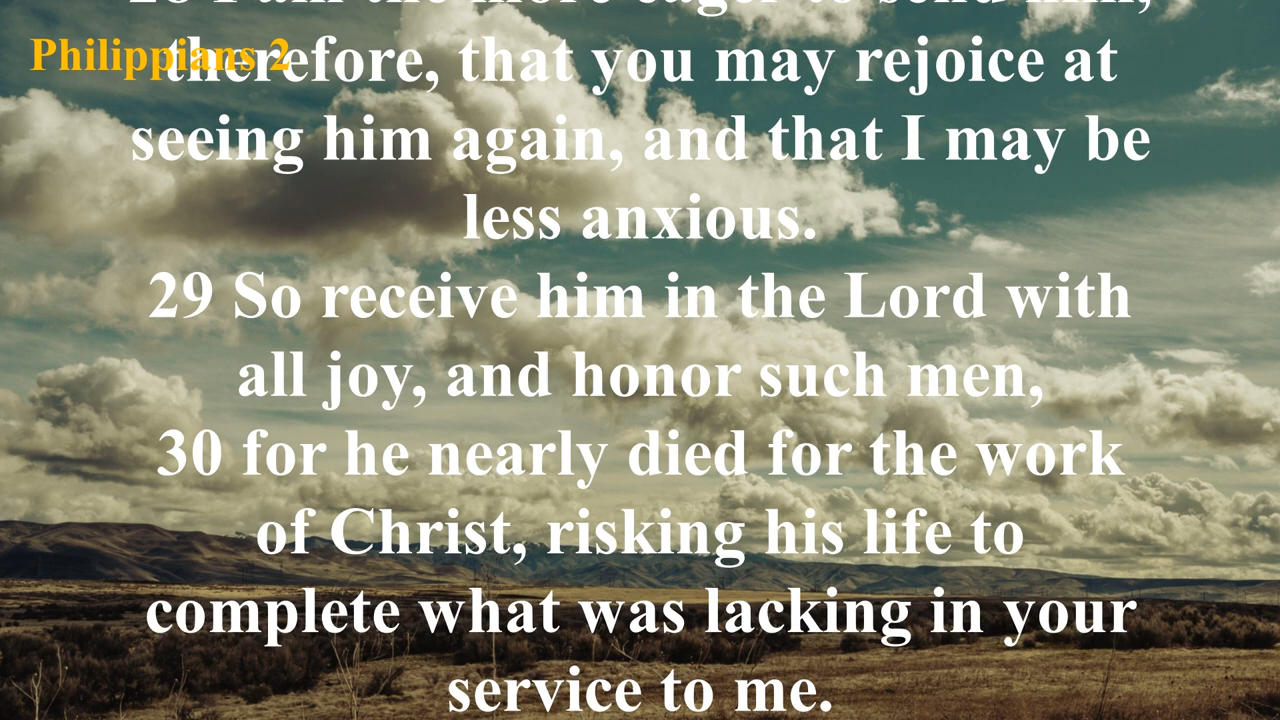 28 I am the more eager to send him,
Philippians 2
therefore, that you may rejoice at
seeing him again, and that I may be
less anxious.
29 So receive him in the Lord with
all joy, and honor such men,
30 for he nearly died for the work
of Christ, risking his life to
complete what was lacking in your
service to me.